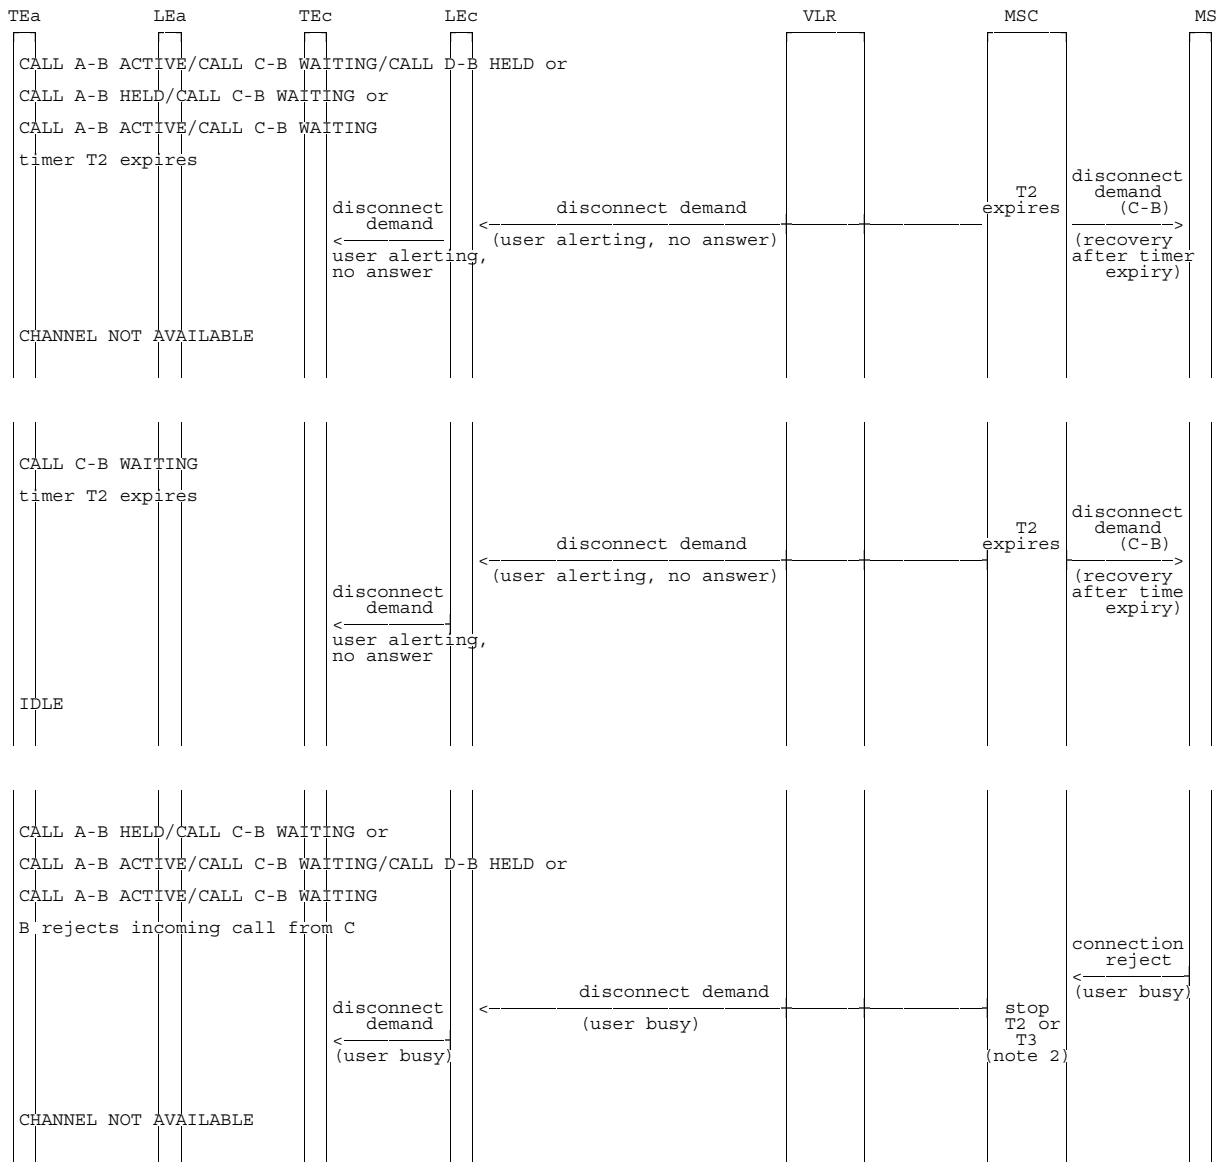 TEa LEa TEc LEc VLR MSC MS
CALL A-B ACTIVE/CALL C-B WAITING/CALL D-B HELD or
CALL A-B HELD/CALL C-B WAITING or
CALL A-B ACTIVE/CALL C-B WAITING
timer T2 expires
disconnect
demand
user alerting,
no answer
disconnect demand
(user alerting, no answer)
T2
expires
disconnect
demand
(C-B)
(recovery
after timer
expiry)
CHANNEL NOT AVAILABLE
CALL C-B WAITING
timer T2 expires
disconnect
demand
user alerting,
no answer
disconnect demand
(user alerting, no answer)
T2
expires
disconnect
demand
(C-B)
(recovery
after time
expiry)
IDLE
CALL A-B HELD/CALL C-B WAITING or
CALL A-B ACTIVE/CALL C-B WAITING/CALL D-B HELD or
CALL A-B ACTIVE/CALL C-B WAITING
B rejects incoming call from C
connection
reject
(user busy)
disconnect demand
(user busy)
stop
T2 or
T3
(note 2)
disconnect
demand
(user busy)
CHANNEL NOT AVAILABLE